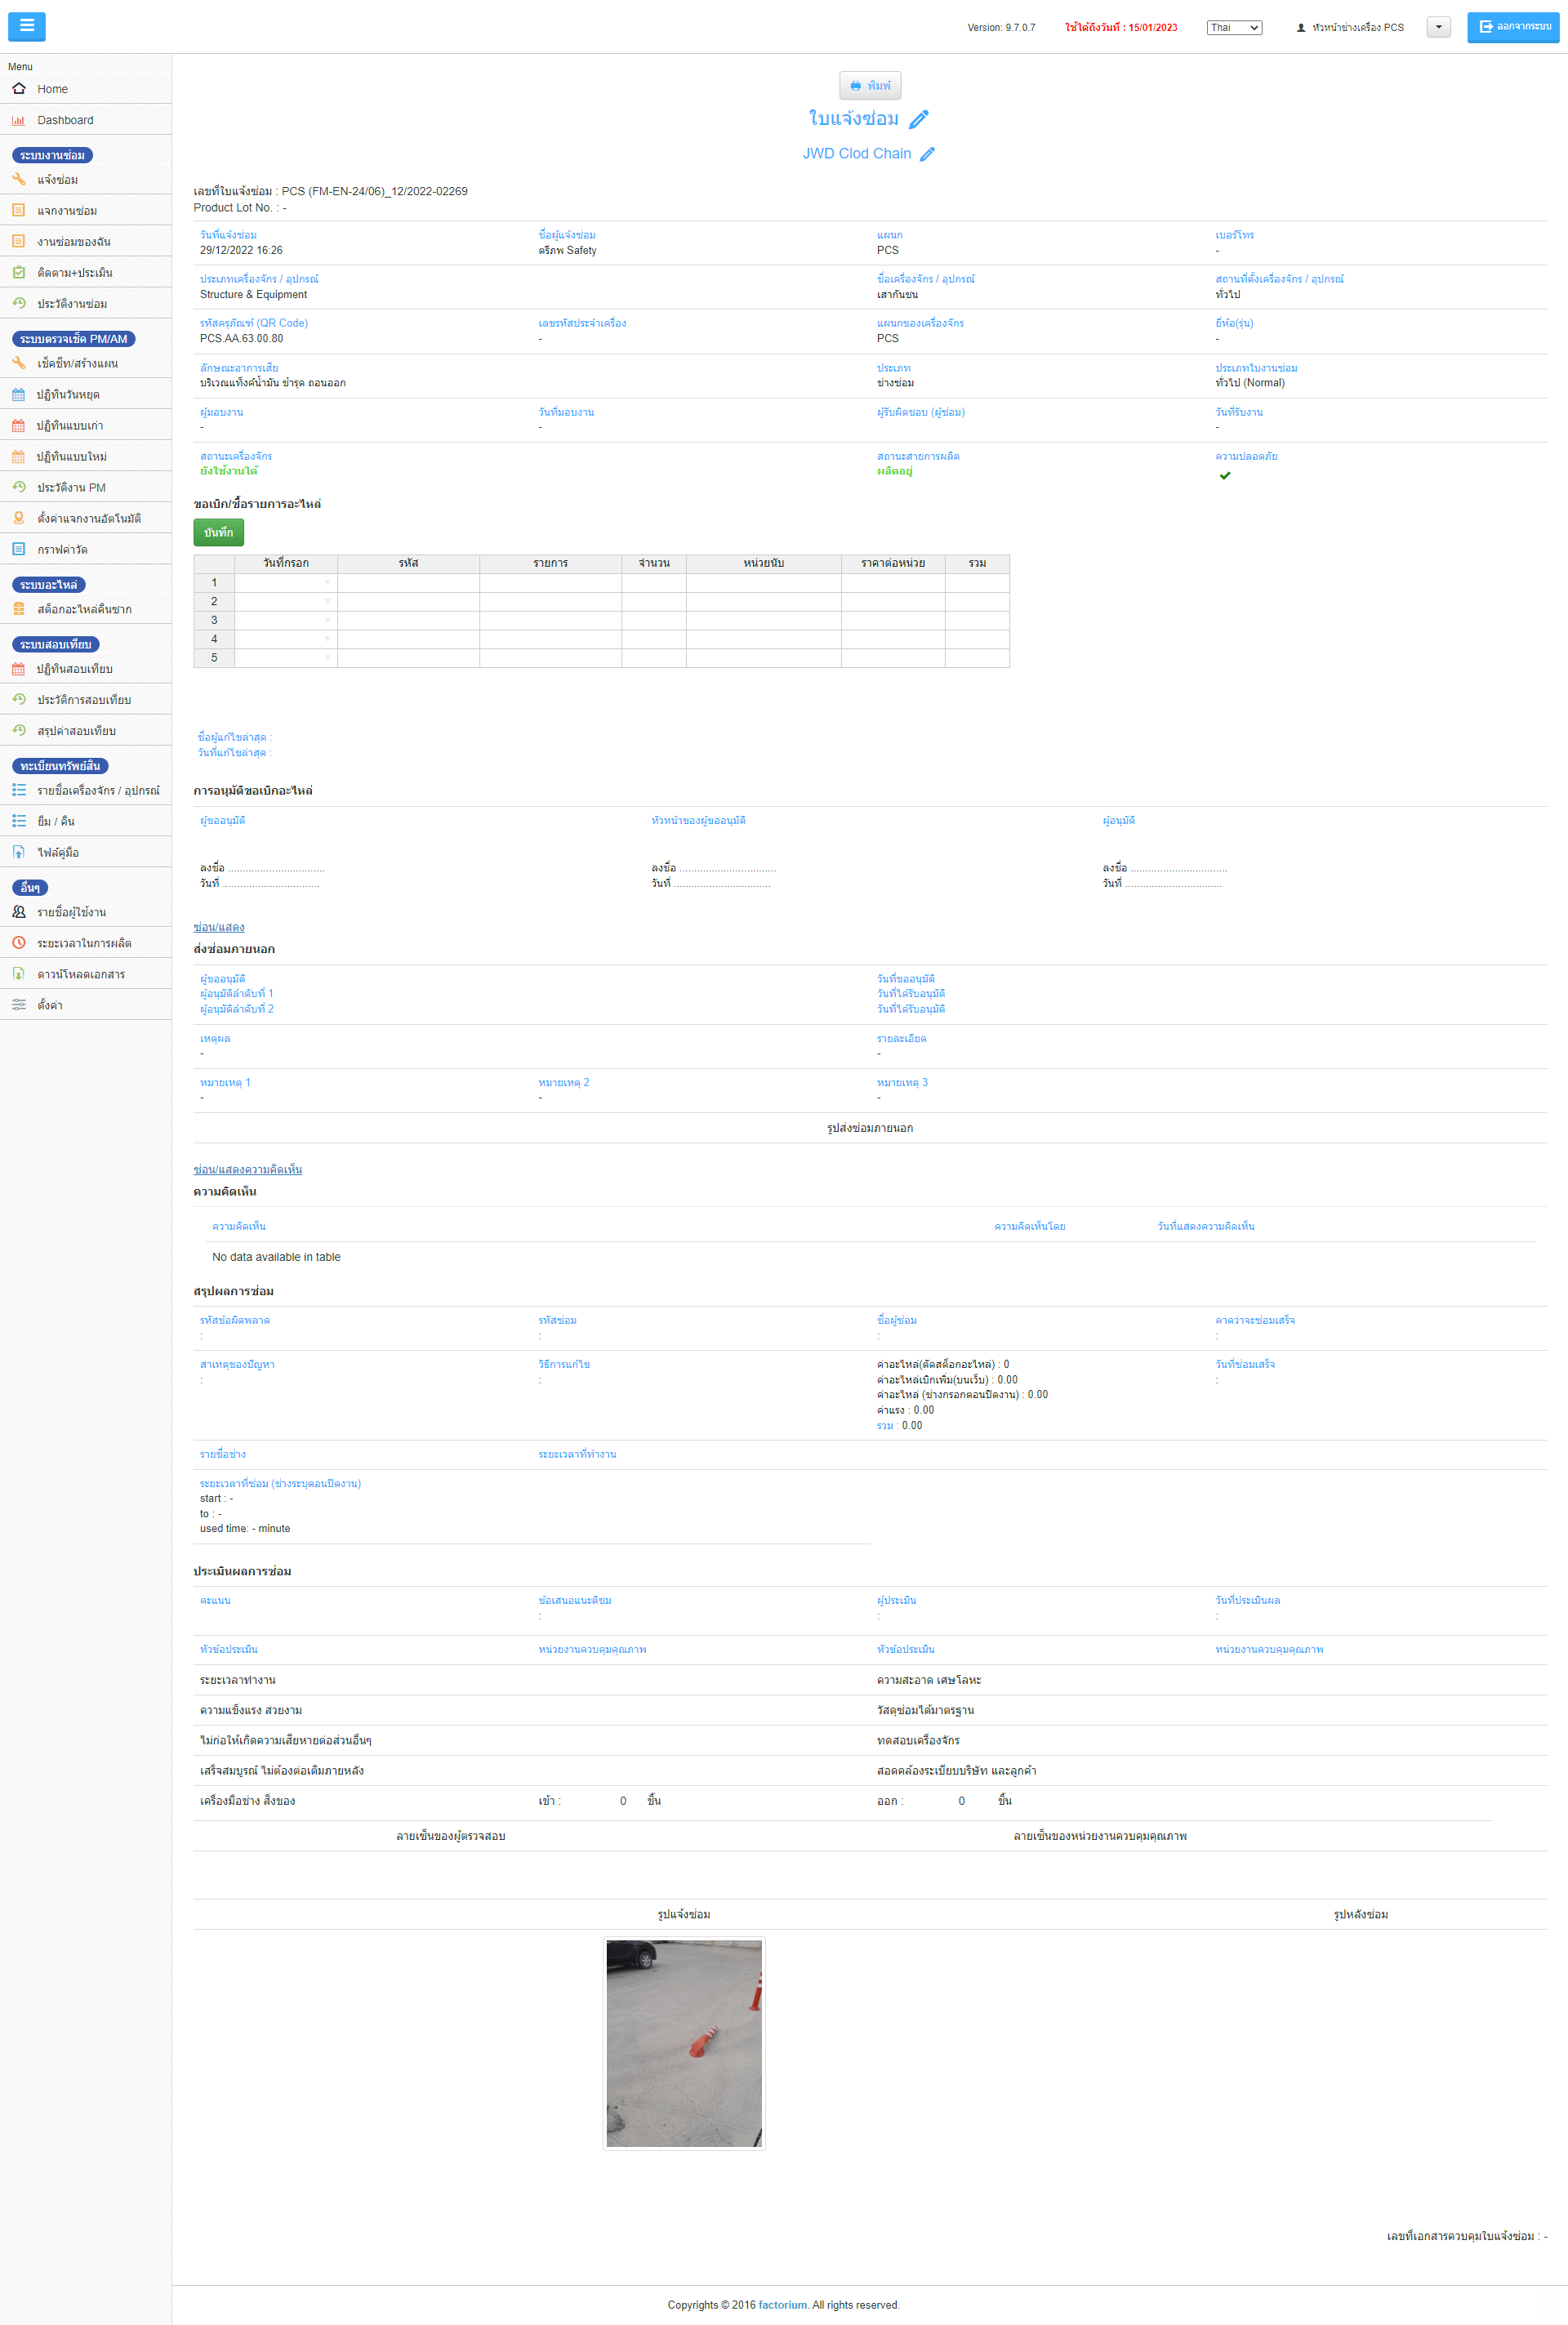 Version: 9.7.0.7
ใช้ได้ถึงวันที่ : 15/01/2023
Thai
หัวหน้าช่างเครื่อง PCS
ออกจากระบบ
Menu
Home
Dashboard
ระบบงานซ่อม
แจ้งซ่อม
แจกงานซ่อม
งานซ่อมของฉัน
ติดตาม+ประเมิน
ประวัติงานซ่อม
ระบบตรวจเช็ค PM/AM
เช็คชีท/สร้างแผน
ปฏิทินวันหยุด
ปฏิทินแบบเก่า
ปฏิทินแบบใหม่
ประวัติงาน PM
ตั้งค่าแจกงานอัตโนมัติ
กราฟค่าวัด
ระบบอะไหล่
สต็อกอะไหล่คืนซาก
ระบบสอบเทียบ
ปฏิทินสอบเทียบ
ประวัติการสอบเทียบ
สรุปค่าสอบเทียบ
ทะเบียนทรัพย์สิน
รายชื่อเครื่องจักร / อุปกรณ์
ยืม / คืน
ไฟล์คู่มือ
อื่นๆ
รายชื่อผู้ใช้งาน
ระยะเวลาในการผลิต
ดาวน์โหลดเอกสาร
ตั้งค่า
พิมพ์
ใบแจ้งซ่อม
JWD Clod Chain
เลขที่ใบแจ้งซ่อม : PCS (FM-EN-24/06)_12/2022-02269
Product Lot No. : -
วันที่แจ้งซ่อม ชื่อผู้แจ้งซ่อม แผนก เบอร์โทร
29/12/2022 16:26 ตรีภพ Safety PCS -
ประเภทเครื่องจักร / อุปกรณ์ ชื่อเครื่องจักร / อุปกรณ์ สถานที่ตั้งเครื่องจักร / อุปกรณ์
Structure & Equipment เสากันชน ทั่วไป
รหัสครุภัณฑ์ (QR Code) เลขรหัสประจำเครื่อง แผนกของเครื่องจักร ยี่ห้อ(รุ่น)
PCS.AA.63.00.80 - PCS -
ลักษณะอาการเสีย ประเภท ประเภทใบงานซ่อม
บริเวณแท็งค์น้ำมัน ชำรุด ถอนออก ช่างซ่อม ทั่วไป (Normal)
ผู้มอบงาน วันที่มอบงาน ผู้รับผิดชอบ (ผู้ซ่อม) วันที่รับงาน
- - -
สถานะเครื่องจักร สถานะสายการผลิต ความปลอดภัย
ยังใช้งานได้ ผลิตอยู่
ขอเบิก/ซื้อรายการอะไหล่
บันทึก
วันที่กรอก รหัส รายการ จำนวน หน่วยนับ ราคาต่อหน่วย รวม
1
2
3
4
5
ชื่อผู้แก้ไขล่าสุด :
วันที่แก้ไขล่าสุด :
การอนุมัติขอเบิกอะไหล่
ผู้ขออนุมัติ หัวหน้าของผู้ขออนุมัติ ผู้อนุมัติ
ลงชื่อ ................................. ลงชื่อ ................................. ลงชื่อ .................................
วันที่ ................................. วันที่ ................................. วันที่ .................................
ซ่อน/แสดง
ส่งซ่อมภายนอก
ผู้ขออนุมัติ วันที่ขออนุมัติ
ผู้อนุมัติลำดับที่ 1 วันที่ได้รับอนุมัติ
ผู้อนุมัติลำดับที่ 2 วันที่ได้รับอนุมัติ
เหตุผล รายละเอียด
- -
หมายเหตุ 1 หมายเหตุ 2 หมายเหตุ 3
- - -
รูปส่งซ่อมภายนอก
ซ่อน/แสดงความคิดเห็น
ความคิดเห็น
ความคิดเห็น ความคิดเห็นโดย วันที่แสดงความคิดเห็น
No data available in table
สรุปผลการซ่อม
รหัสข้อผิดพลาด รหัสซ่อม ชื่อผู้ซ่อม คาดว่าจะซ่อมเสร็จ
: : : :
สาเหตุของปัญหา วิธีการแก้ไข ค่าอะไหล่(ตัดสต็อกอะไหล่) : 0 วันที่ซ่อมเสร็จ
: : ค่าอะไหล่เบิกเพิ่ม(บนเว็บ) : 0.00 :
ค่าอะไหล่ (ช่างกรอกตอนปิดงาน) : 0.00
ค่าแรง : 0.00
รวม : 0.00
รายชื่อช่าง ระยะเวลาที่ทำงาน
ระยะเวลาที่ซ่อม (ช่างระบุตอนปิดงาน)
start : -
to : -
used time: - minute
ประเมินผลการซ่อม
คะแนน ข้อเสนอแนะติชม ผู้ประเมิน วันที่ประเมินผล
: : :
หัวข้อประเมิน หน่วยงานควบคุมคุณภาพ หัวข้อประเมิน หน่วยงานควบคุมคุณภาพ
ระยะเวลาทำงาน ความสะอาด เศษโลหะ
ความแข็งแรง สวยงาม วัสดุซ่อมได้มาตรฐาน
ไม่ก่อให้เกิดความเสียหายต่อส่วนอื่นๆ ทดสอบเครื่องจักร
เสร็จสมบูรณ์ ไม่ต้องต่อเติมภายหลัง สอดคล้องระเบียบบริษัท และลูกค้า
เครื่องมือช่าง สิ่งของ เข้า : 0 ชิ้น ออก : 0 ชิ้น
ลายเซ็นของผู้ตรวจสอบ ลายเซ็นของหน่วยงานควบคุมคุณภาพ
รูปแจ้งซ่อม รูปหลังซ่อม
เลขที่เอกสารควบคุมใบแจ้งซ่อม : -
Copyrights © 2016 factorium. All rights reserved.